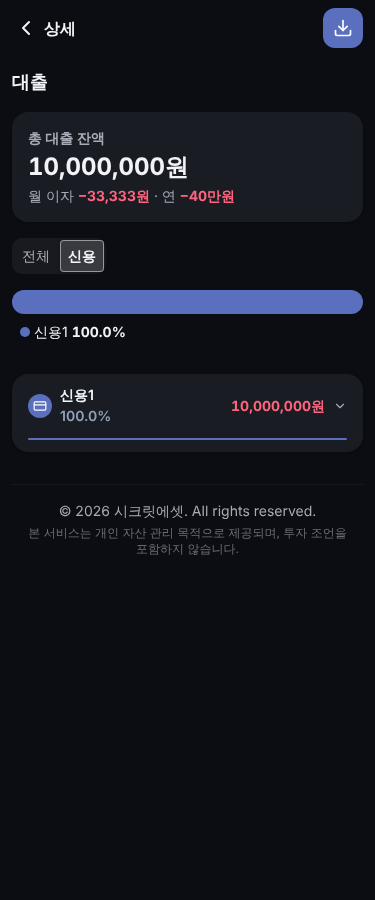 상세
대출
총 대출 잔액
10,000,000원
월 이자 −33,333원 · 연 −40만원
전체 신용
신용1 100.0%
신용1
100.0%
10,000,000원
© 2026 시크릿에셋. All rights reserved.
본 서비스는 개인 자산 관리 목적으로 제공되며, 투자 조언을
포함하지 않습니다.